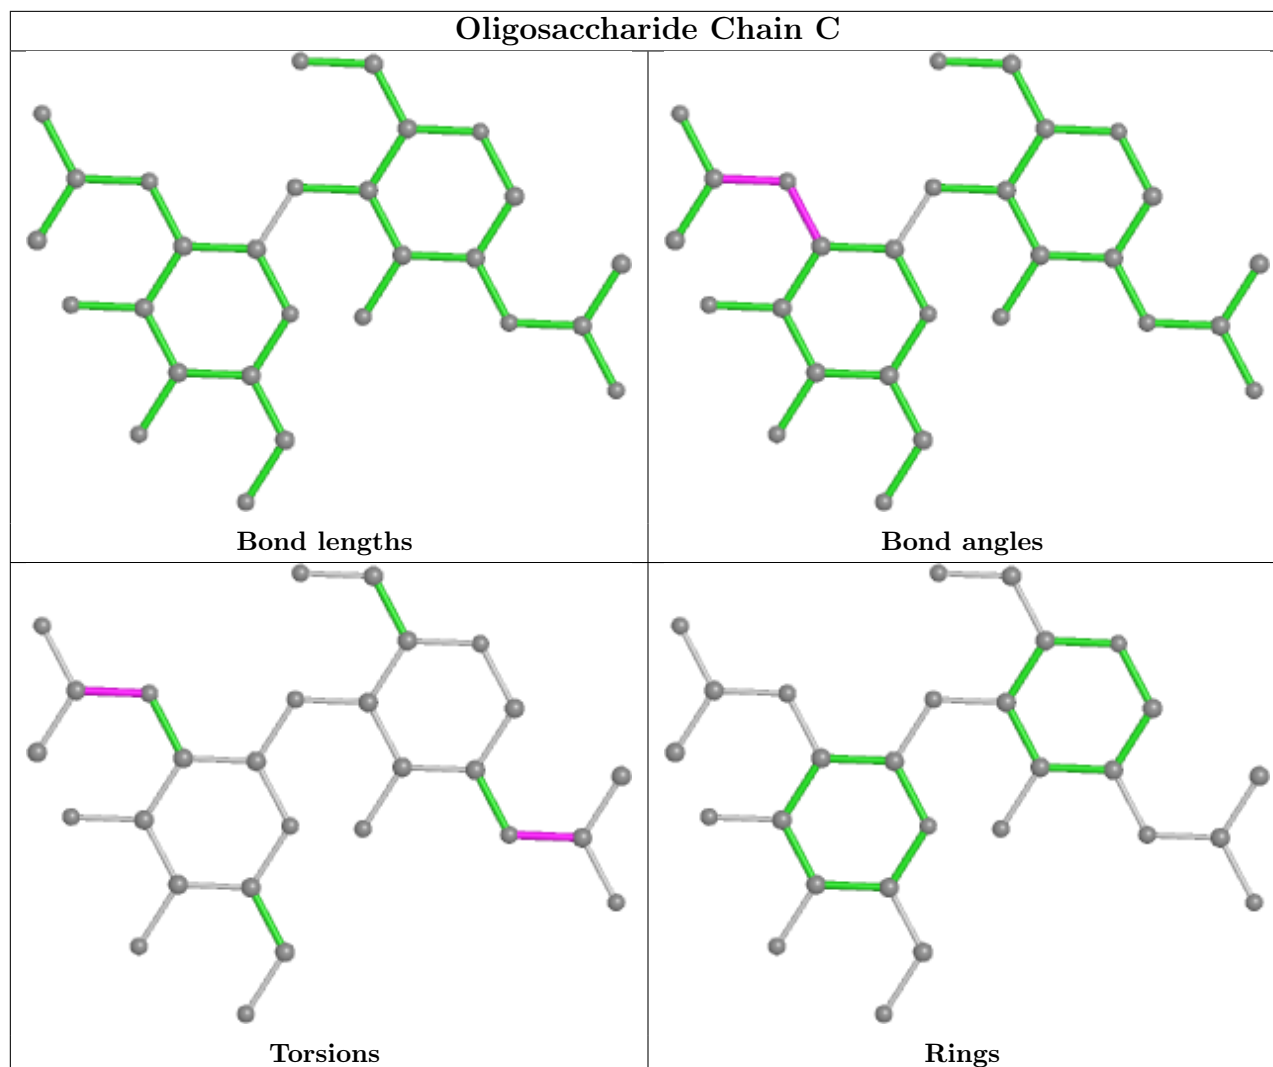 Oligosaccharide Chain C
Bond lengths
Bond angles
Torsions
Rings